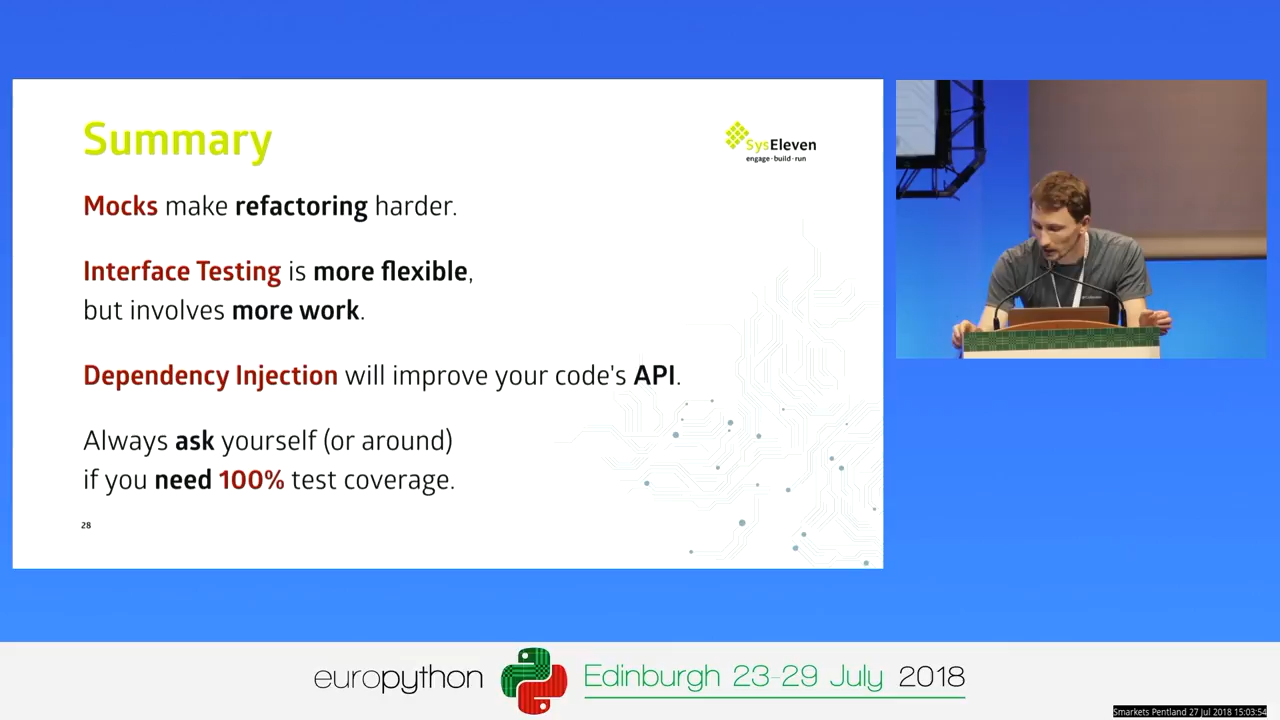 Summary
SysEleven
engage·build·run
Mocks make refactoring harder.
Interface Testing is more flexible,
but involves more work.
Dependency Injection will improve your code's API.
Always ask yourself (or around)
if you need 100% test coverage.
28
europython
Edinburgh 23-29 July 2018
Smarkets Pentland 27 Jul 2018 15:03:54